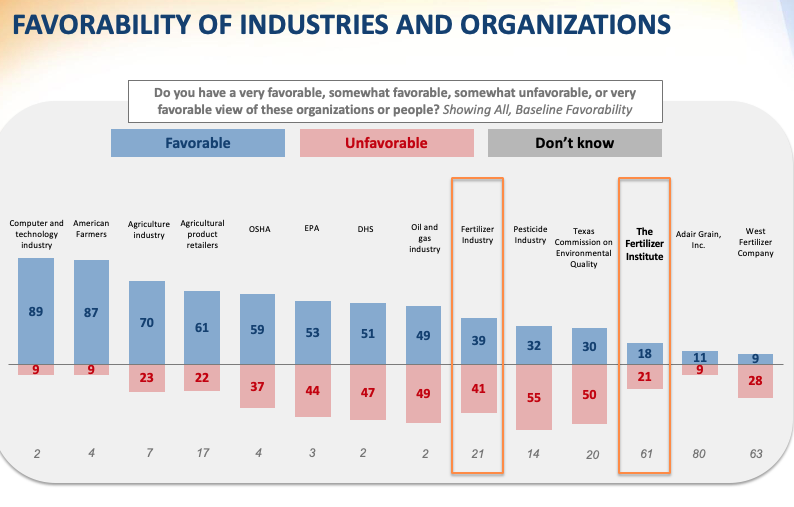 FAVORABILITY OF INDUSTRIES AND ORGANIZATIONS
Do you have a very favorable, somewhat favorable, somewhat unfavorable, or very
favorable view of these organizations or people? Showing All, Baseline Favorability
Favorable
Unfavorable
Don't know
Computer and
technology
industry
American
Farmers
Agriculture
industry
Agricultural
product
retailers
OSHA
EPA
DHS
Oil and
gas
industry
Fertilizer
Industry
Pesticide
Industry
Texas
Commission on
Environmental
Quality
The
Fertilizer
Institute
Adair Grain,
Inc.
West
Fertilizer
Company
89 87 70 61 59 53 51 49 39 32 30 18 11 9
9 9 23 22 37 44 47 49 41 55 50 21 9 28
2 4 7 17 4 3 2 2 21 14 20 61 80 63